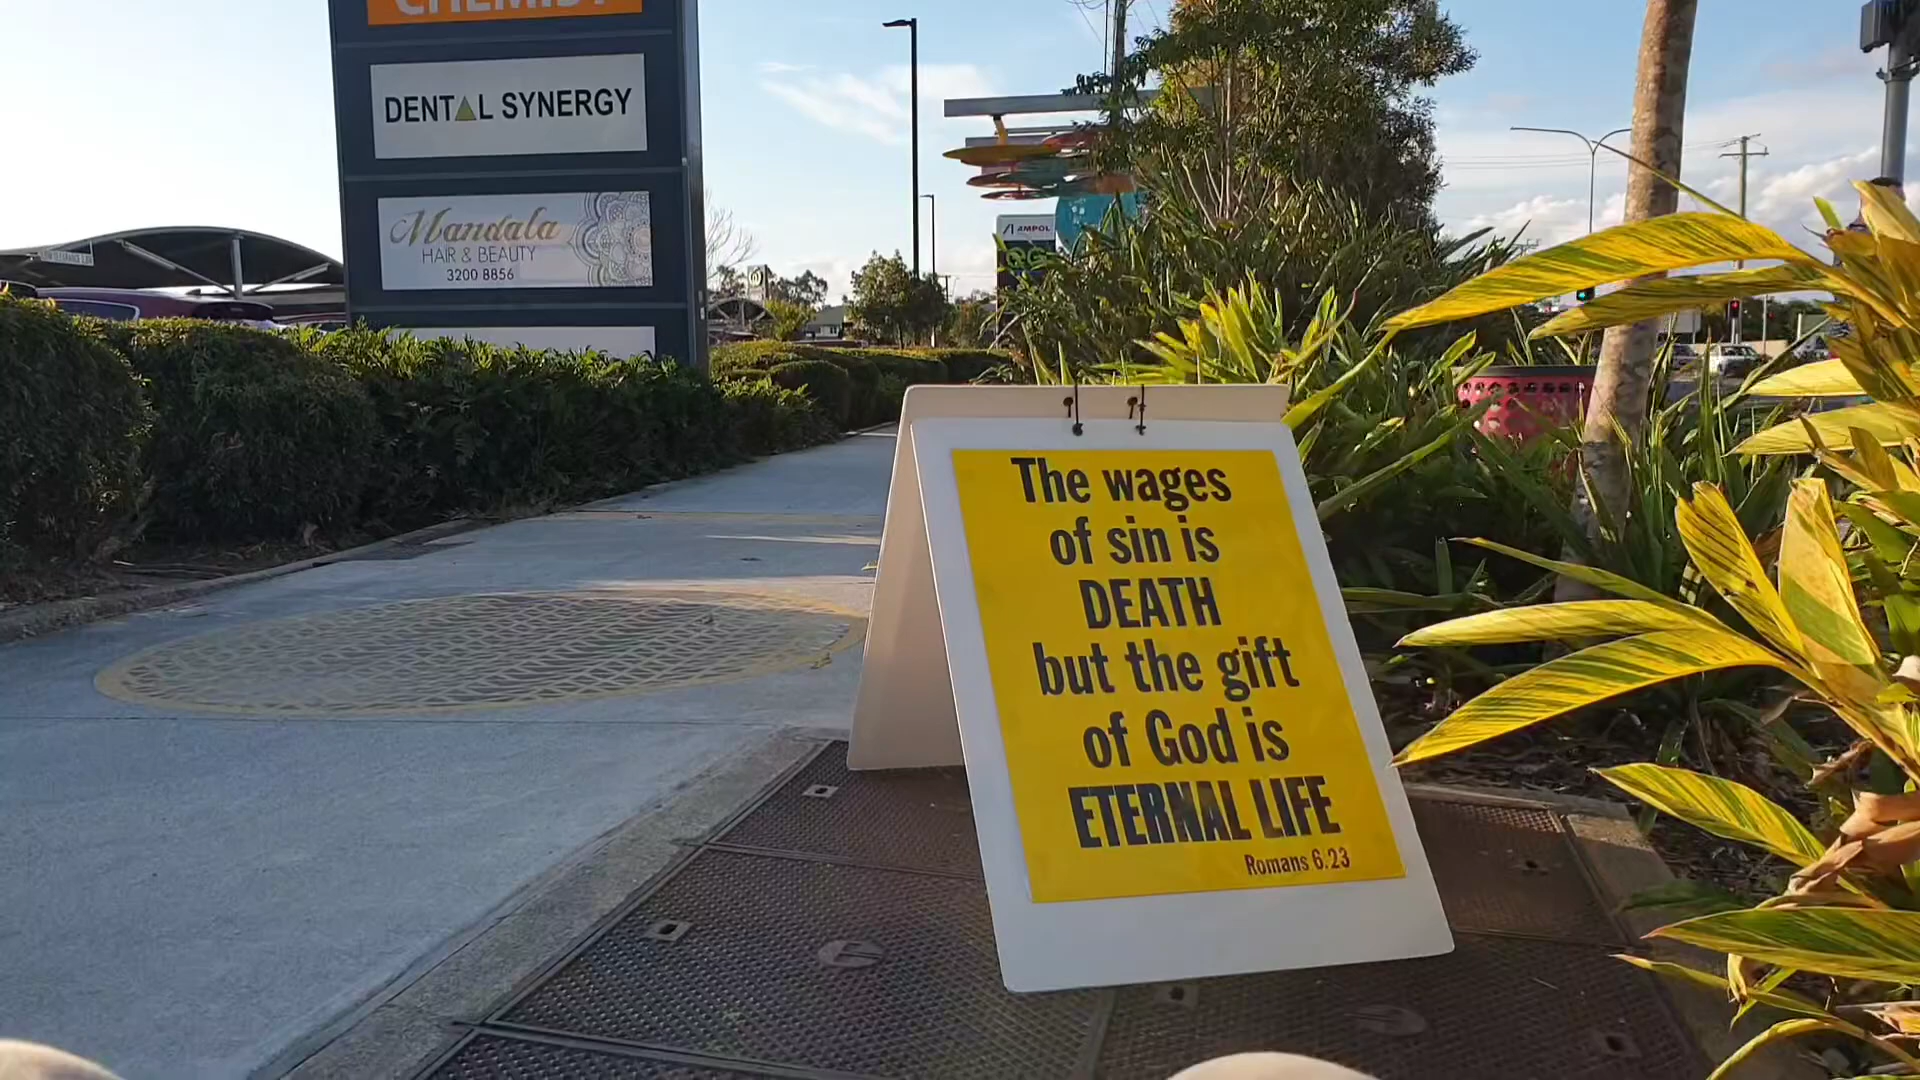 CHEMIST
DENTAL SYNERGY
Mandala
HAIR & BEAUTY
3200 8856
AMPOL
The wages
of sin is
DEATH
but the gift
of God is
ETERNAL LIFE
Romans 6.23